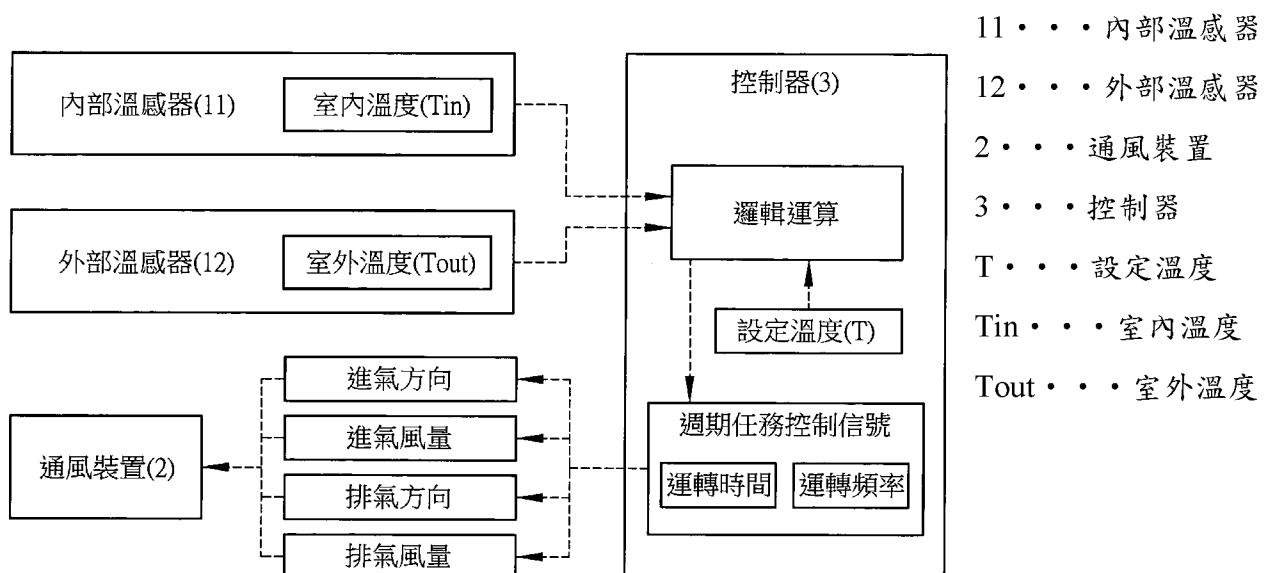 內部溫感器(11)
室內溫度(Tin)
外部溫感器(12)
室外溫度(Tout)
通風裝置(2)
進氣方向
進氣風量
排氣方向
排氣風量
控制器(3)
邏輯運算
設定溫度(T)
週期任務控制信號
運轉時間
運轉頻率
11・・・內部溫感器
12・・・外部溫感器
2・・・通風裝置
3・・・控制器
T・・・設定溫度
Tin・・・室內溫度
Tout・・・室外溫度